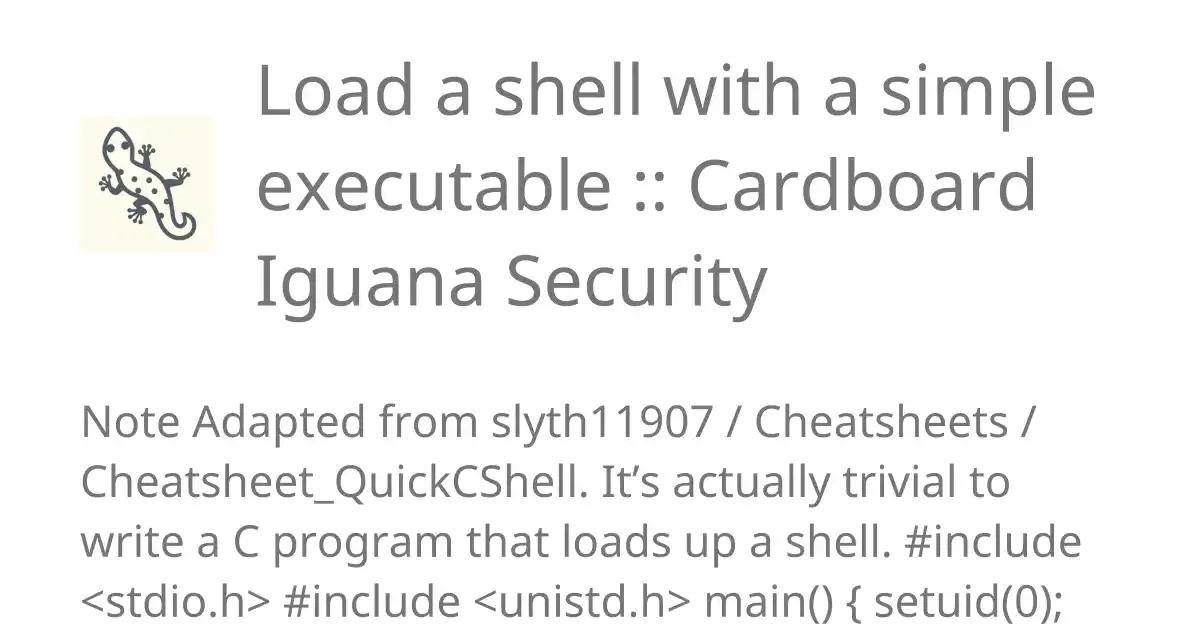 Load a shell with a simple
executable :: Cardboard
Iguana Security
Note Adapted from slyth11907 / Cheatsheets /
Cheatsheet_QuickCShell. It’s actually trivial to
write a C program that loads up a shell. #include
<stdio.h> #include <unistd.h> main() { setuid(0);